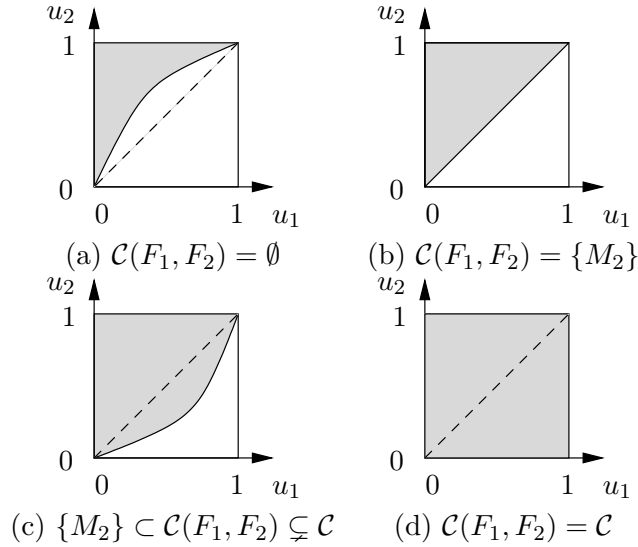 u₂ u₂
1 1
0 0
0 1 u₁ 0 1 u₁
(a) 𝒞(F₁, F₂) = ∅ (b) 𝒞(F₁, F₂) = {M₂}
u₂ u₂
1 1
0 0
0 1 u₁ 0 1 u₁
(c) {M₂} ⊂ 𝒞(F₁, F₂) ⊊ 𝒞 (d) 𝒞(F₁, F₂) = 𝒞